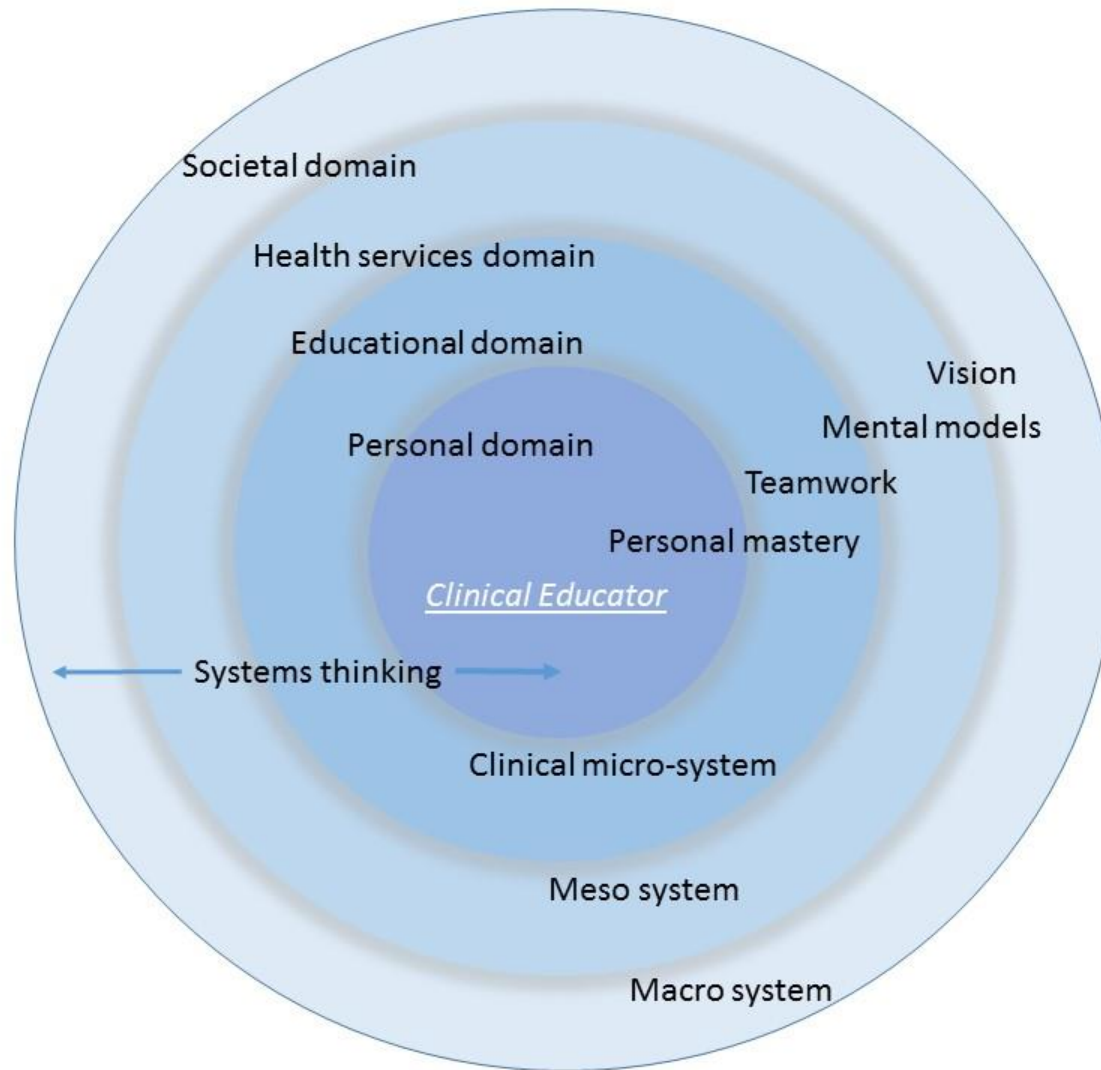 Societal domain
Health services domain
Educational domain
Vision
Mental models
Personal domain
Teamwork
Personal mastery
Clinical Educator
Systems thinking
Clinical micro-system
Meso system
Macro system